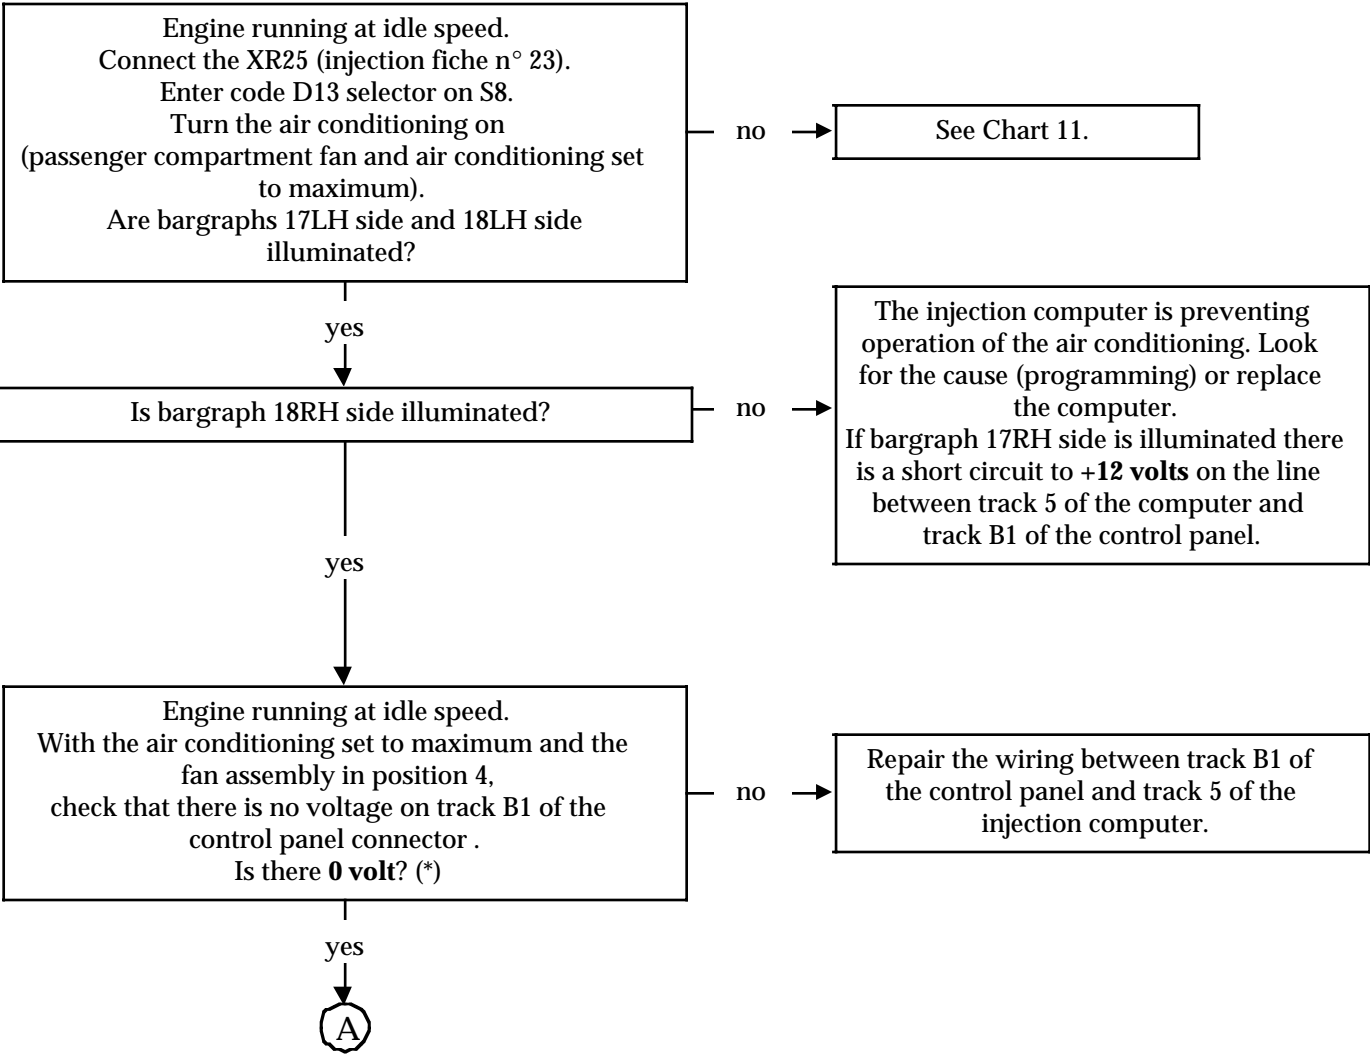 Engine running at idle speed.
Connect the XR25 (injection fiche n° 23).
Enter code D13 selector on S8.
Turn the air conditioning on
(passenger compartment fan and air conditioning set
to maximum).
Are bargraphs 17LH side and 18LH side
illuminated?
no
See Chart 11.
yes
Is bargraph 18RH side illuminated?
no
The injection computer is preventing
operation of the air conditioning. Look
for the cause (programming) or replace
the computer.
If bargraph 17RH side is illuminated there
is a short circuit to +12 volts on the line
between track 5 of the computer and
track B1 of the control panel.
yes
Engine running at idle speed.
With the air conditioning set to maximum and the
fan assembly in position 4,
check that there is no voltage on track B1 of the
control panel connector .
Is there 0 volt? (*)
no
Repair the wiring between track B1 of
the control panel and track 5 of the
injection computer.
yes
A